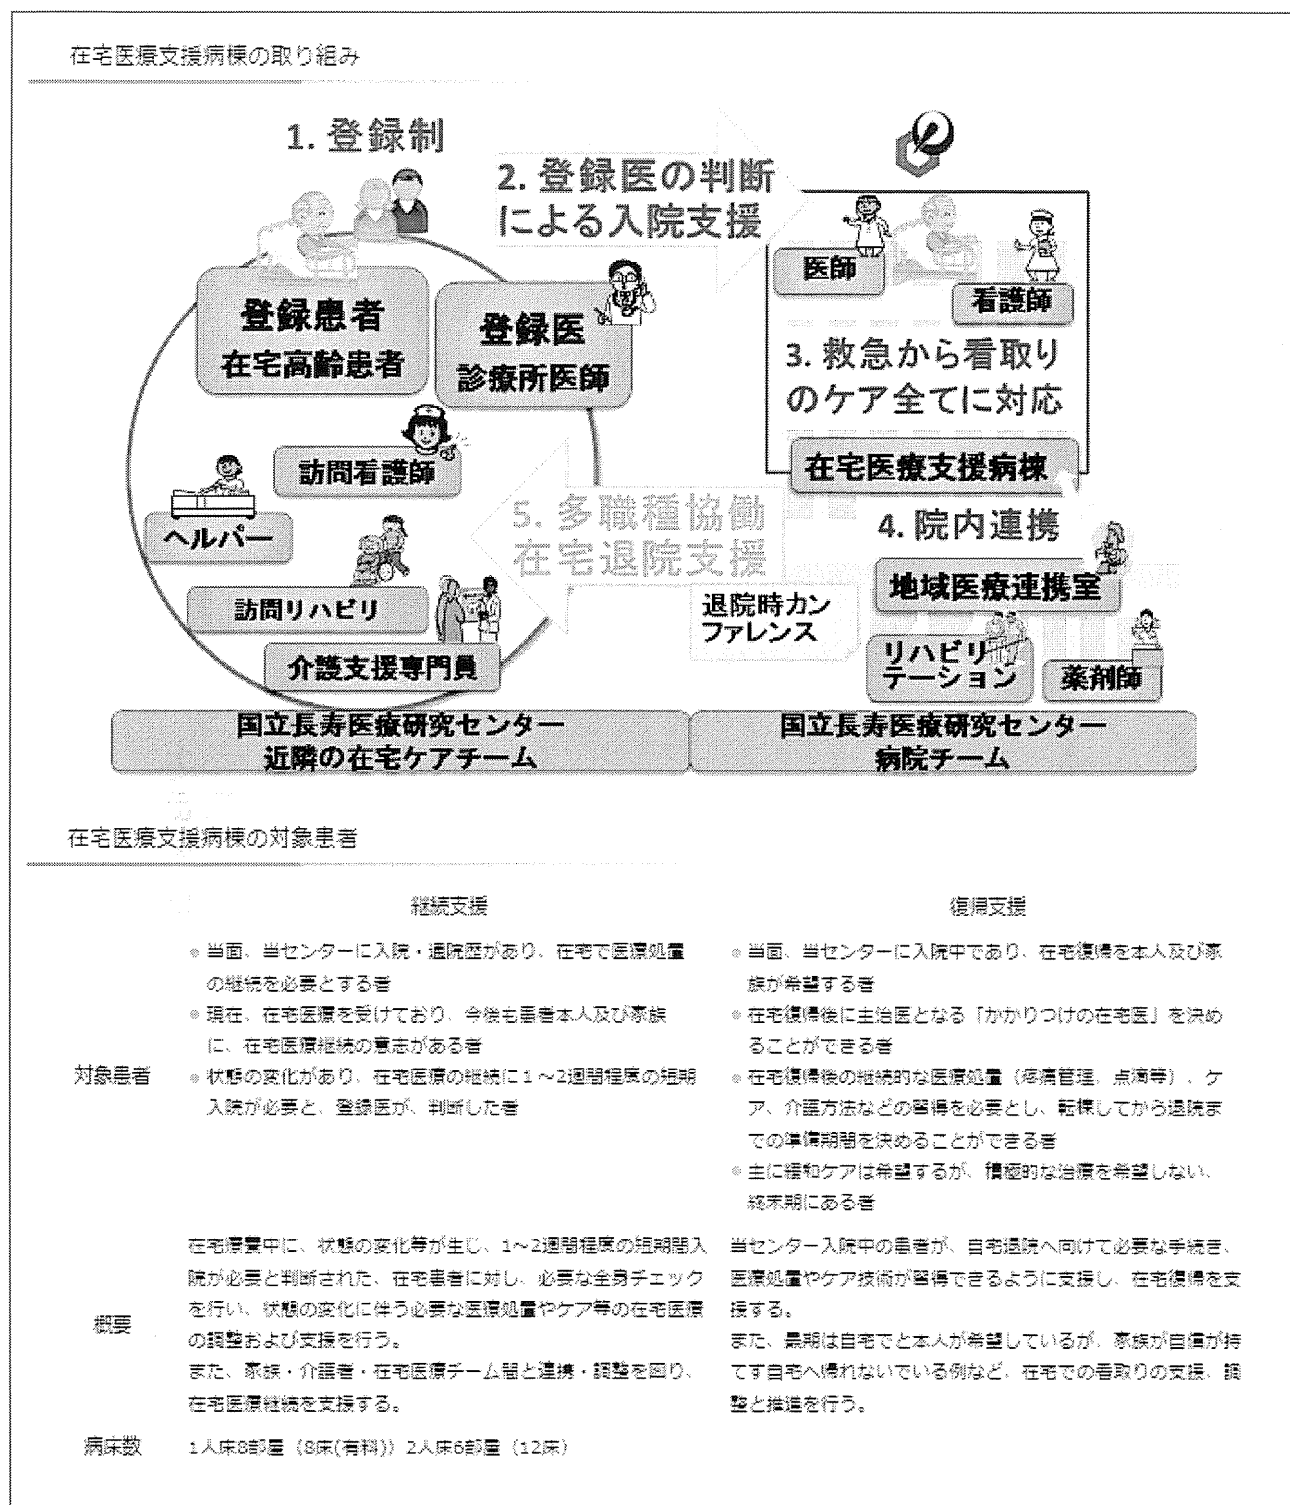 在宅医療支援病棟の取り組み
1. 登録制
2. 登録医の判断
による入院支援
医師
看護師
登録患者
在宅高齢患者
登録医
診療所医師
3. 救急から看取り
のケア全てに対応
在宅医療支援病棟
訪問看護師
ヘルパー
訪問リハビリ
介護支援専門員
5. 多職種協働
在宅退院支援
4. 院内連携
退院時カン
ファレンス
地域医療連携室
リハビリ
テーション
薬剤師
国立長寿医療研究センター
近隣の在宅ケアチーム
国立長寿医療研究センター
病院チーム
在宅医療支援病棟の対象患者
継続支援
復帰支援
対象患者
● 当面、当センターに入院・通院歴があり、在宅で医療処置
の継続を必要とする者
● 現在、在宅医療を受けており、今後も患者本人及び家族
に、在宅医療継続の意志がある者
● 状態の変化があり、在宅医療の継続に1～2週間程度の短期
入院が必要と、登録医が、判断した者
● 当面、当センターに入院中であり、在宅復帰を本人及び家
族が希望する者
● 在宅復帰後に主治医となる「かかりつけの在宅医」を決め
ることができる者
● 在宅復帰後の継続的な医療処置（疼痛管理、点滴等）、ケ
ア、介護方法などの習得を必要とし、転棟してから退院ま
での準備期間を決めることができる者
● 主に緩和ケアは希望するが、積極的な治療を希望しない、
終末期にある者
概要
在宅療養中に、状態の変化等が生じ、1～2週間程度の短期間入
院が必要と判断された、在宅患者に対し、必要な全身チェック
を行い、状態の変化に伴う必要な医療処置やケア等の在宅医療
の調整および支援を行う。
また、家族・介護者・在宅医療チーム間と連携・調整を図り、
在宅医療継続を支援する。
当センター入院中の患者が、自宅退院へ向けて必要な手続き、
医療処置やケア技術が習得できるように支援し、在宅復帰を支
援する。
また、最期は自宅でと本人が希望しているが、家族が自信が持
てず自宅へ帰れないでいる例など、在宅での看取りの支援、調
整と推進を行う。
病床数
1人床8部屋（8床(有料)）2人床6部屋（12床）